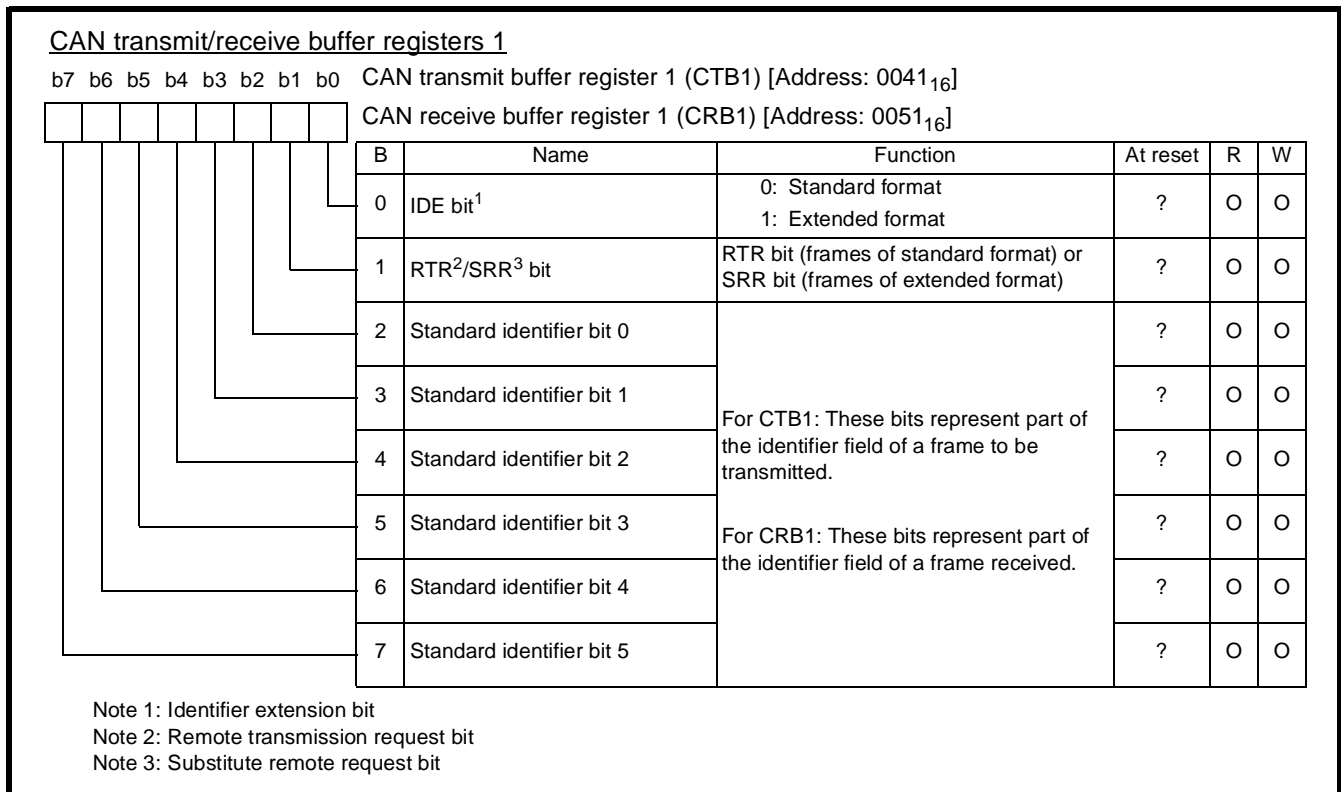 CAN transmit/receive buffer registers 1
b7 b6 b5 b4 b3 b2 b1 b0 CAN transmit buffer register 1 (CTB1) [Address: 0041₁₆]
CAN receive buffer register 1 (CRB1) [Address: 0051₁₆]
B Name Function At reset R W
0 IDE bit¹ 0: Standard format ? O O
1: Extended format
1 RTR²/SRR³ bit RTR bit (frames of standard format) or ? O O
SRR bit (frames of extended format)
2 Standard identifier bit 0 ? O O
3 Standard identifier bit 1 ? O O
For CTB1: These bits represent part of
4 Standard identifier bit 2 the identifier field of a frame to be ? O O
transmitted.
5 Standard identifier bit 3 ? O O
For CRB1: These bits represent part of
the identifier field of a frame received.
6 Standard identifier bit 4 ? O O
7 Standard identifier bit 5 ? O O
Note 1: Identifier extension bit
Note 2: Remote transmission request bit
Note 3: Substitute remote request bit